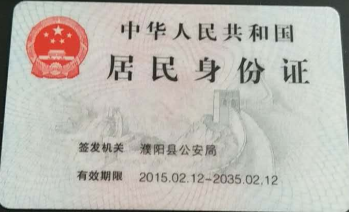 中华人民共和国
居民身份证
签发机关 濮阳县公安局
有效期限 2015.02.12-2035.02.12